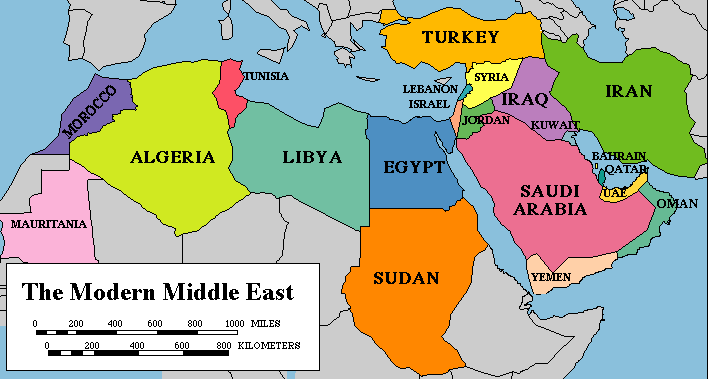 TURKEY
TUNISIA
SYRIA
LEBANON
ISRAEL
IRAQ
IRAN
MOROCCO
JORDAN
KUWAIT
ALGERIA
LIBYA
EGYPT
BAHRAIN
QATAR
SAUDI
ARABIA
UAE
OMAN
MAURITANIA
SUDAN
YEMEN
The Modern Middle East
0 200 400 600 800 1000 MILES
0 200 400 600 800 KILOMETERS